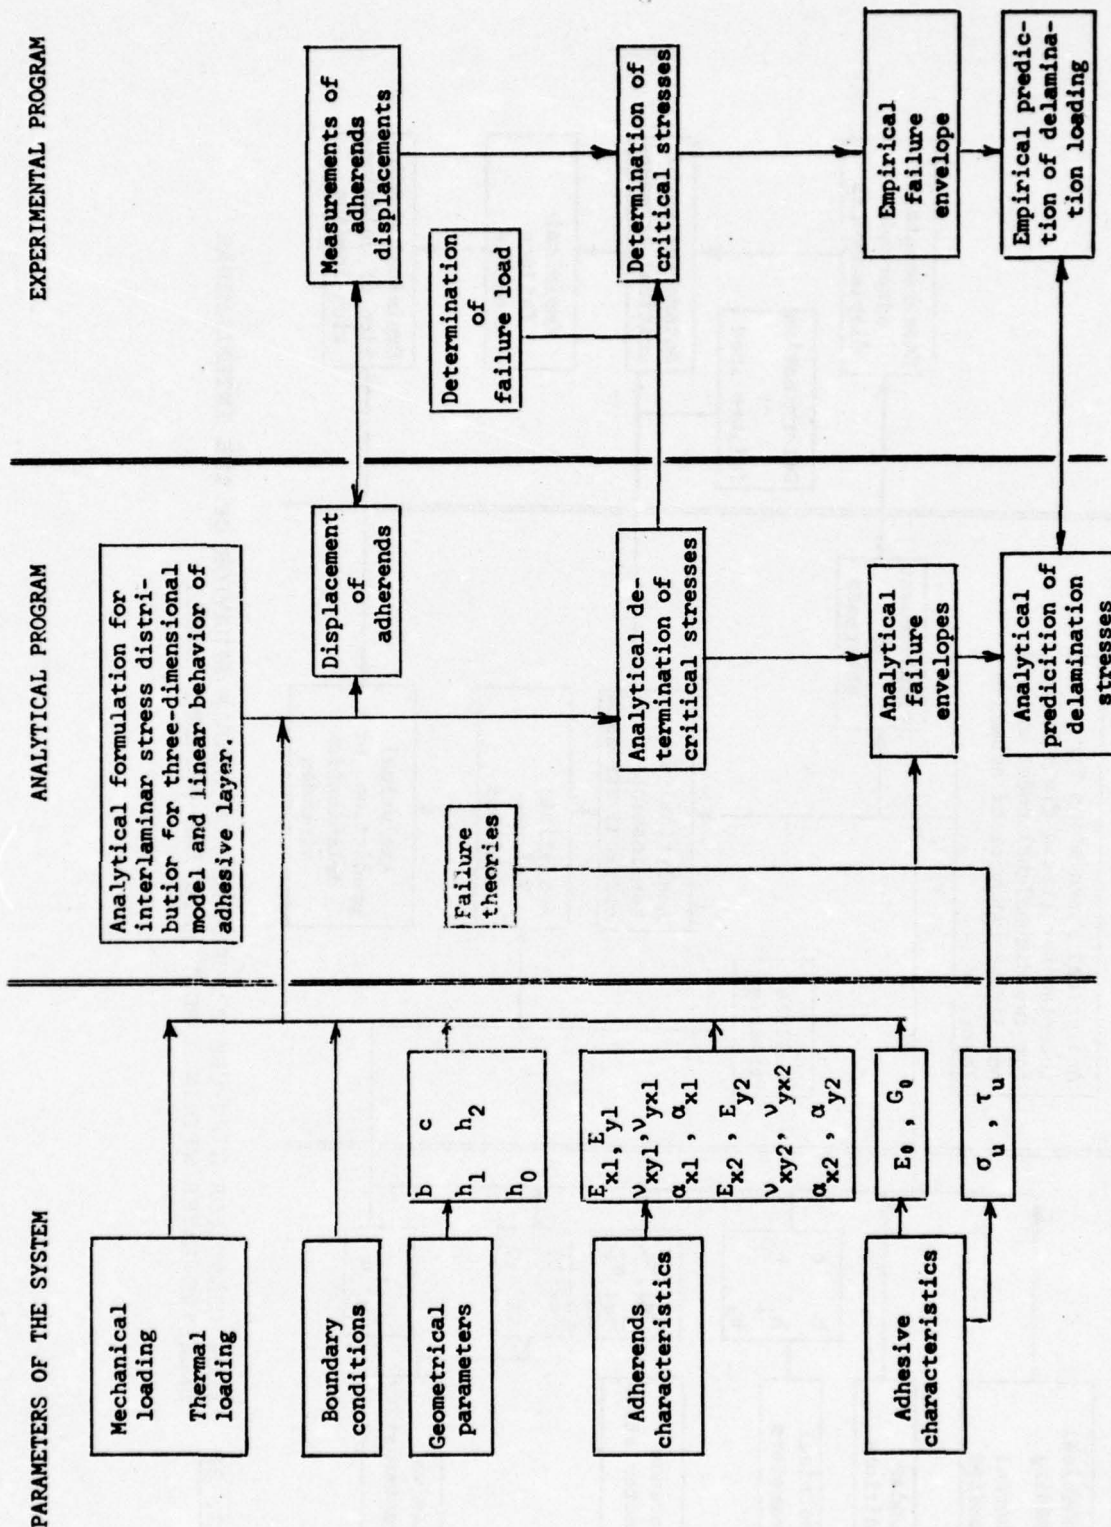 PARAMETERS OF THE SYSTEM
Mechanical
loading
Thermal
loading
Boundary
conditions
Geometrical
parameters
b c
h1 h2
h0
Adherends
characteristics
Ex1, Ey1
νxy1, νyx1
αx1 , αx1
Ex2 , Ey2
νxy2, νyx2
αx2 , αy2
Adhesive
characteristics
E0 , G0
σu , τu
ANALYTICAL PROGRAM
Analytical formulation for
interlaminar stress distri-
butior for three-dimensional
model and linear behavior of
adhesive layer.
Displacement
of
adherends
Failure
theories
Analytical de-
termination of
critical stresses
Analytical
failure
envelopes
Analytical
predicition of
delamination
stresses
EXPERIMENTAL PROGRAM
Measurements of
adherends
displacements
Determination
of
failure load
Determination of
critical stresses
Empirical
failure
envelope
Empirical predic-
tion of delamina-
tion loading